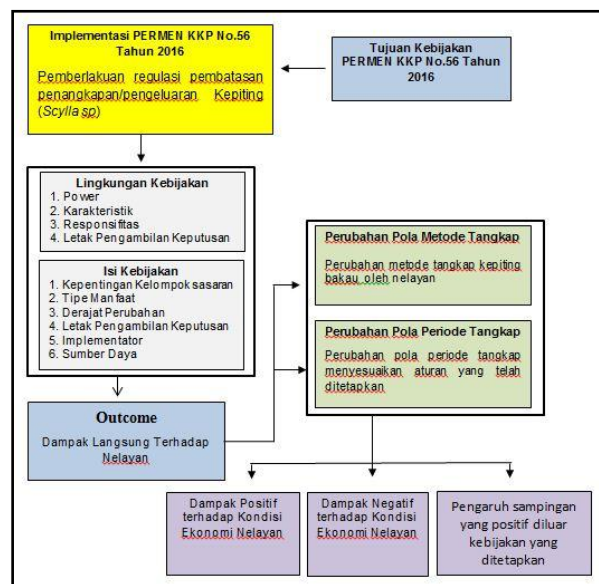 Implementasi PERMEN KKP No.56
Tahun 2016
Pemberlakuan regulasi pembatasan
penangkapan/pengeluaran Kepiting
(Scylla sp)
Tujuan Kebijakan
PERMEN KKP No.56 Tahun
2016
Lingkungan Kebijakan
1. Power
2. Karakteristik
3. Responsifitas
4. Letak Pengambilan Keputusan
Isi Kebijakan
1. Kepentingan Kelompok sasaran
2. Tipe Manfaat
3. Derajat Perubahan
4. Letak Pengambilan Keputusan
5. Implementator
6. Sumber Daya
Perubahan Pola Metode Tangkap
Perubahan metode tangkap kepiting
bakau oleh nelayan
Perubahan Pola Periode Tangkap
Perubahan pola periode tangkap
menyesuaikan aturan yang telah
ditetapkan
Outcome
Dampak Langsung Terhadap
Nelayan
Dampak Positif
terhadap Kondisi
Ekonomi Nelayan
Dampak Negatif
terhadap Kondisi
Ekonomi Nelayan
Pengaruh sampingan
yang positif diluar
kebijakan yang
ditetapkan